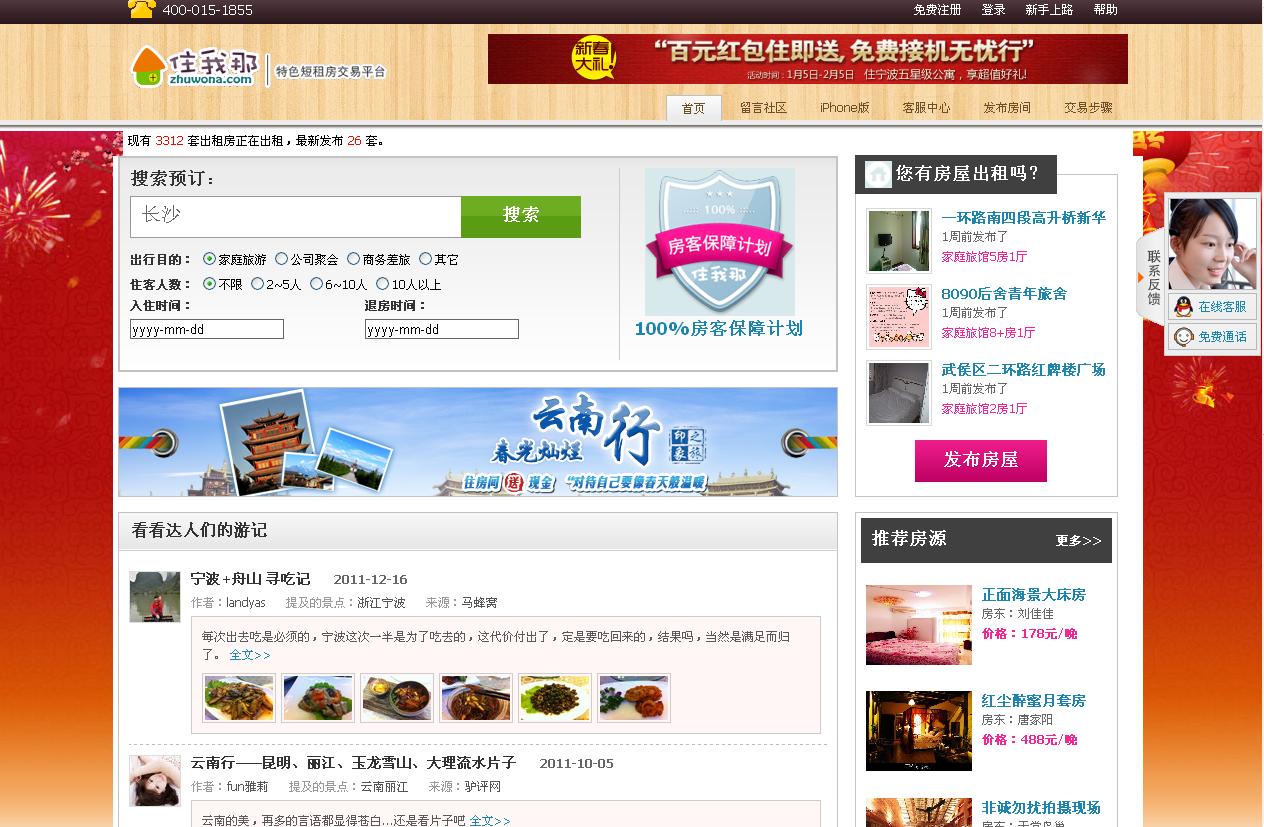 400-015-1855
免费注册 登录 新手上路 帮助
住我那
zhuwona.com
特色短租房交易平台
新春大礼!
“百元红包住即送, 免费接机无忧行”
活动时间：1月5日-2月5日 住宁波五星级公寓，享超值好礼!
首页 留言社区 iPhone版 客服中心 发布房间 交易步骤
现有 3312 套出租房正在出租，最新发布 26 套。
搜索预订：
长沙
搜索
出行目的： 家庭旅游 公司聚会 商务差旅 其它
住客人数： 不限 2~5人 6~10人 10人以上
入住时间： 退房时间：
yyyy-mm-dd yyyy-mm-dd
100%
房客保障计划
住我那
100%房客保障计划
您有房屋出租吗？
一环路南四段高升桥新华
1周前发布了
家庭旅馆5房1厅
8090后舍青年旅舍
1周前发布了
家庭旅馆8+房1厅
武侯区二环路红牌楼广场
1周前发布了
家庭旅馆2房1厅
发布房屋
联系反馈
在线客服
免费通话
云南行
春光灿烂
印象之旅
住房间 送 现金 “对待自己要像春天般温暖
看看达人们的游记
宁波+舟山 寻吃记 2011-12-16
作者：landyas 提及的景点：浙江宁波 来源：马蜂窝
每次出去吃是必须的，宁波这次一半是为了吃去的，这代价付出了，定是要吃回来的，结果吗，当然是满足而归
了。 全文>>
云南行——昆明、丽江、玉龙雪山、大理流水片子 2011-10-05
作者：fun雅莉 提及的景点：云南丽江 来源：驴评网
云南的美，再多的言语都显得苍白...还是看片子吧 全文>>
推荐房源 更多>>
正面海景大床房
房东：刘佳佳
价格：178元/晚
红尘醉蜜月套房
房东：唐家阳
价格：488元/晚
非诚勿扰拍摄现场